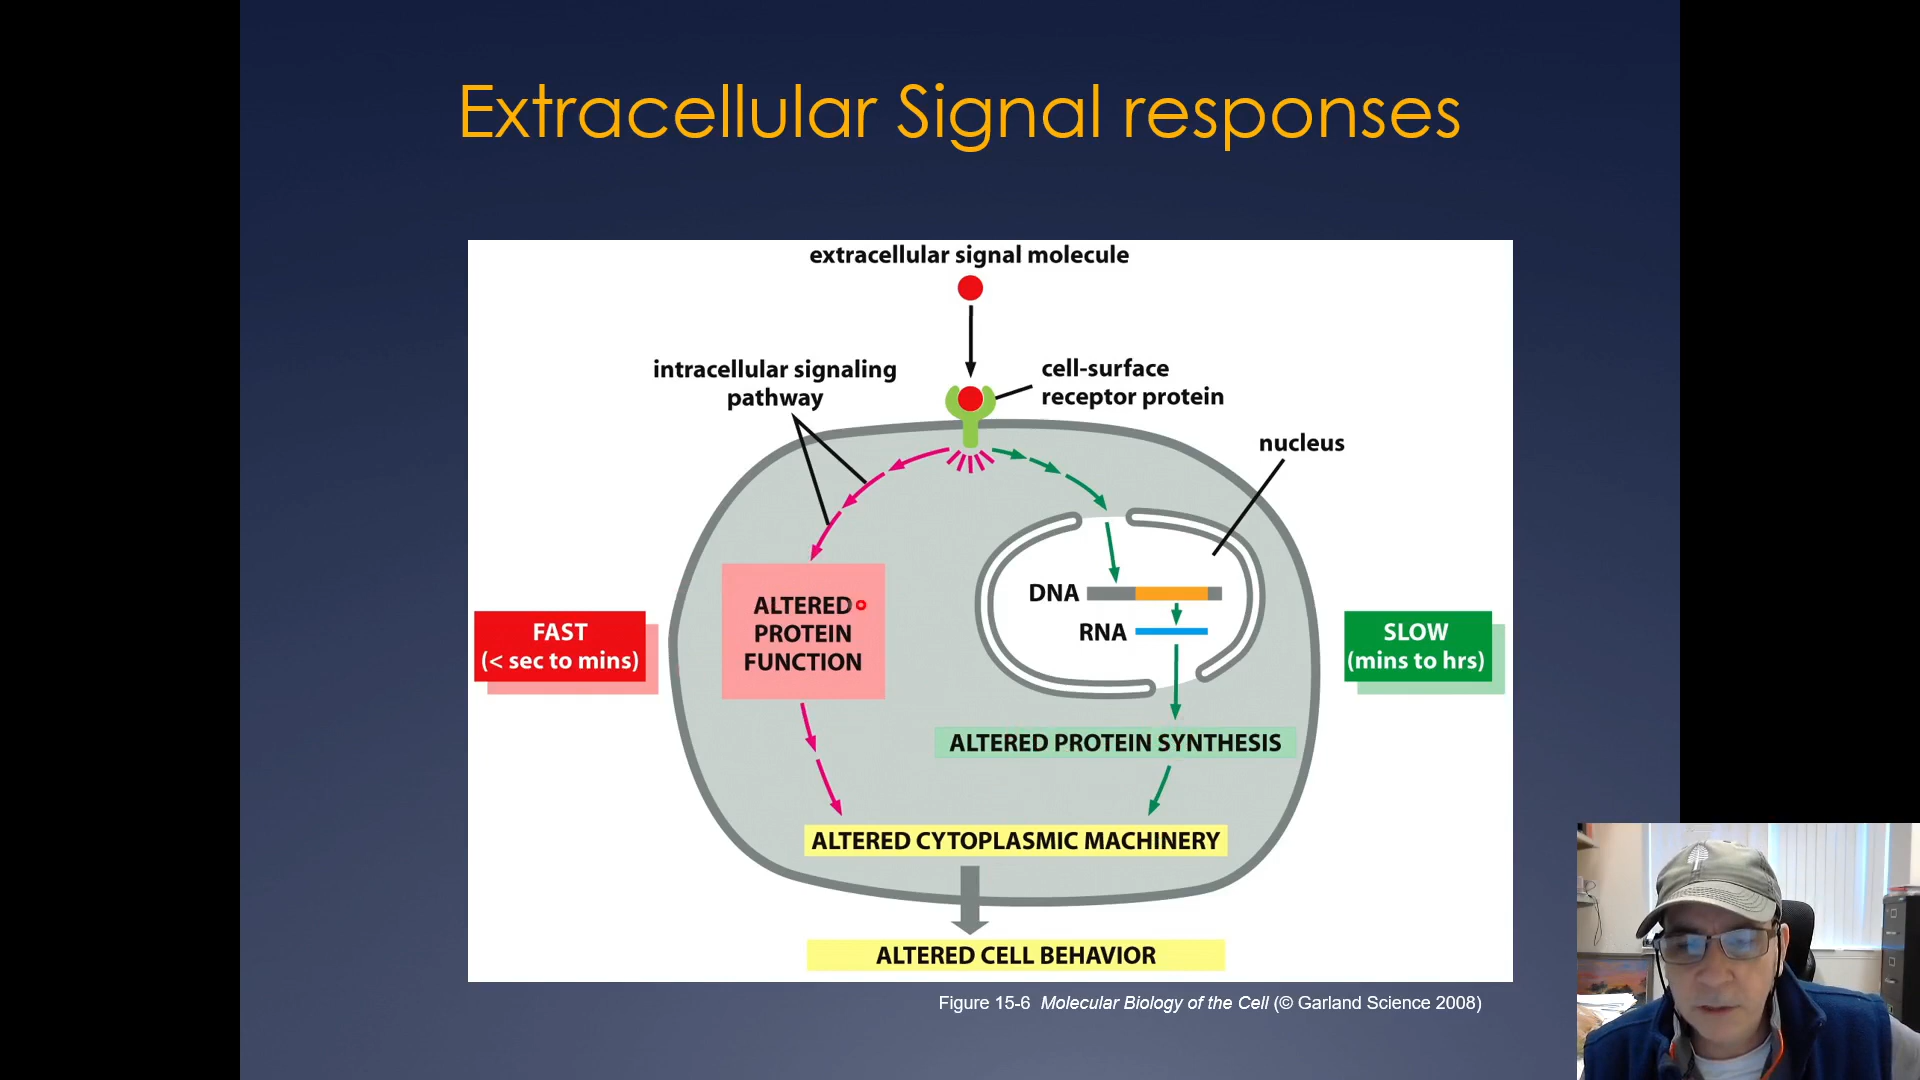 Extracellular Signal responses
extracellular signal molecule
intracellular signaling
pathway
cell-surface
receptor protein
nucleus
DNA
RNA
ALTERED
PROTEIN
FUNCTION
FAST
(< sec to mins)
SLOW
(mins to hrs)
ALTERED PROTEIN SYNTHESIS
ALTERED CYTOPLASMIC MACHINERY
ALTERED CELL BEHAVIOR
Figure 15-6 Molecular Biology of the Cell (© Garland Science 2008)